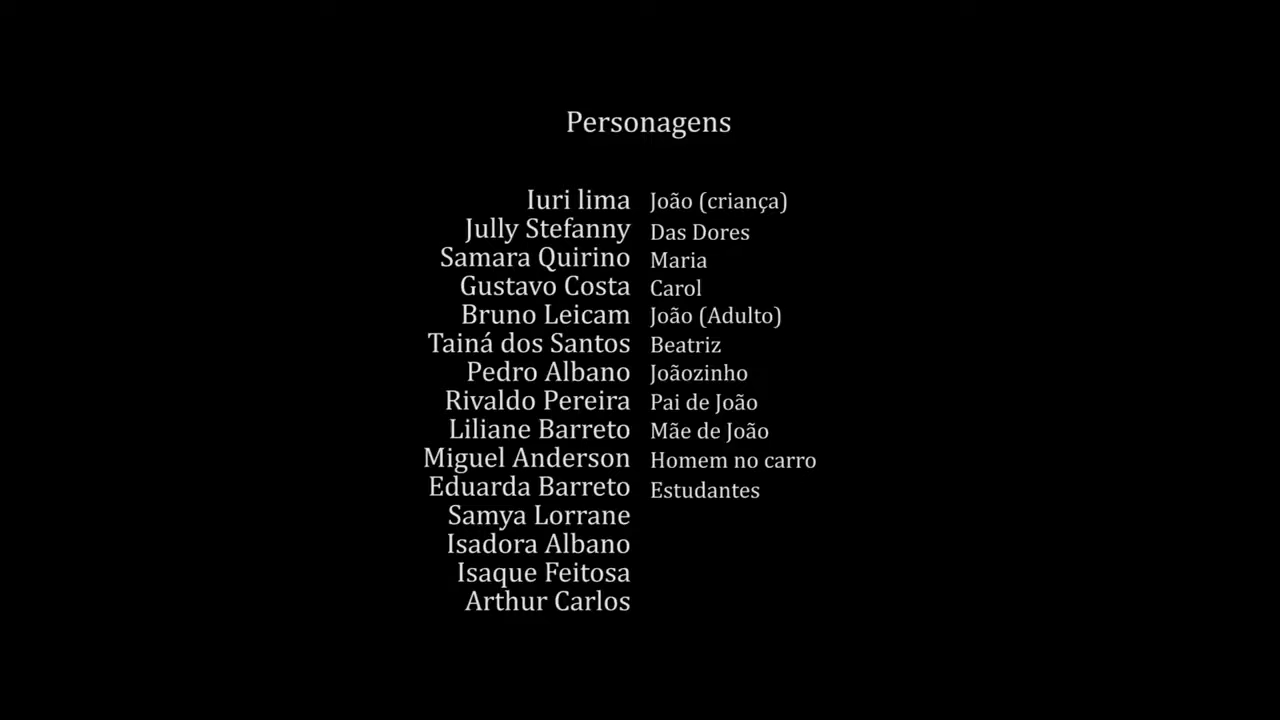 Personagens
Iuri lima João (criança)
Jully Stefanny Das Dores
Samara Quirino Maria
Gustavo Costa Carol
Bruno Leicam João (Adulto)
Tainá dos Santos Beatriz
Pedro Albano Joãozinho
Rivaldo Pereira Pai de João
Liliane Barreto Mãe de João
Miguel Anderson Homem no carro
Eduarda Barreto Estudantes
Samya Lorrane
Isadora Albano
Isaque Feitosa
Arthur Carlos